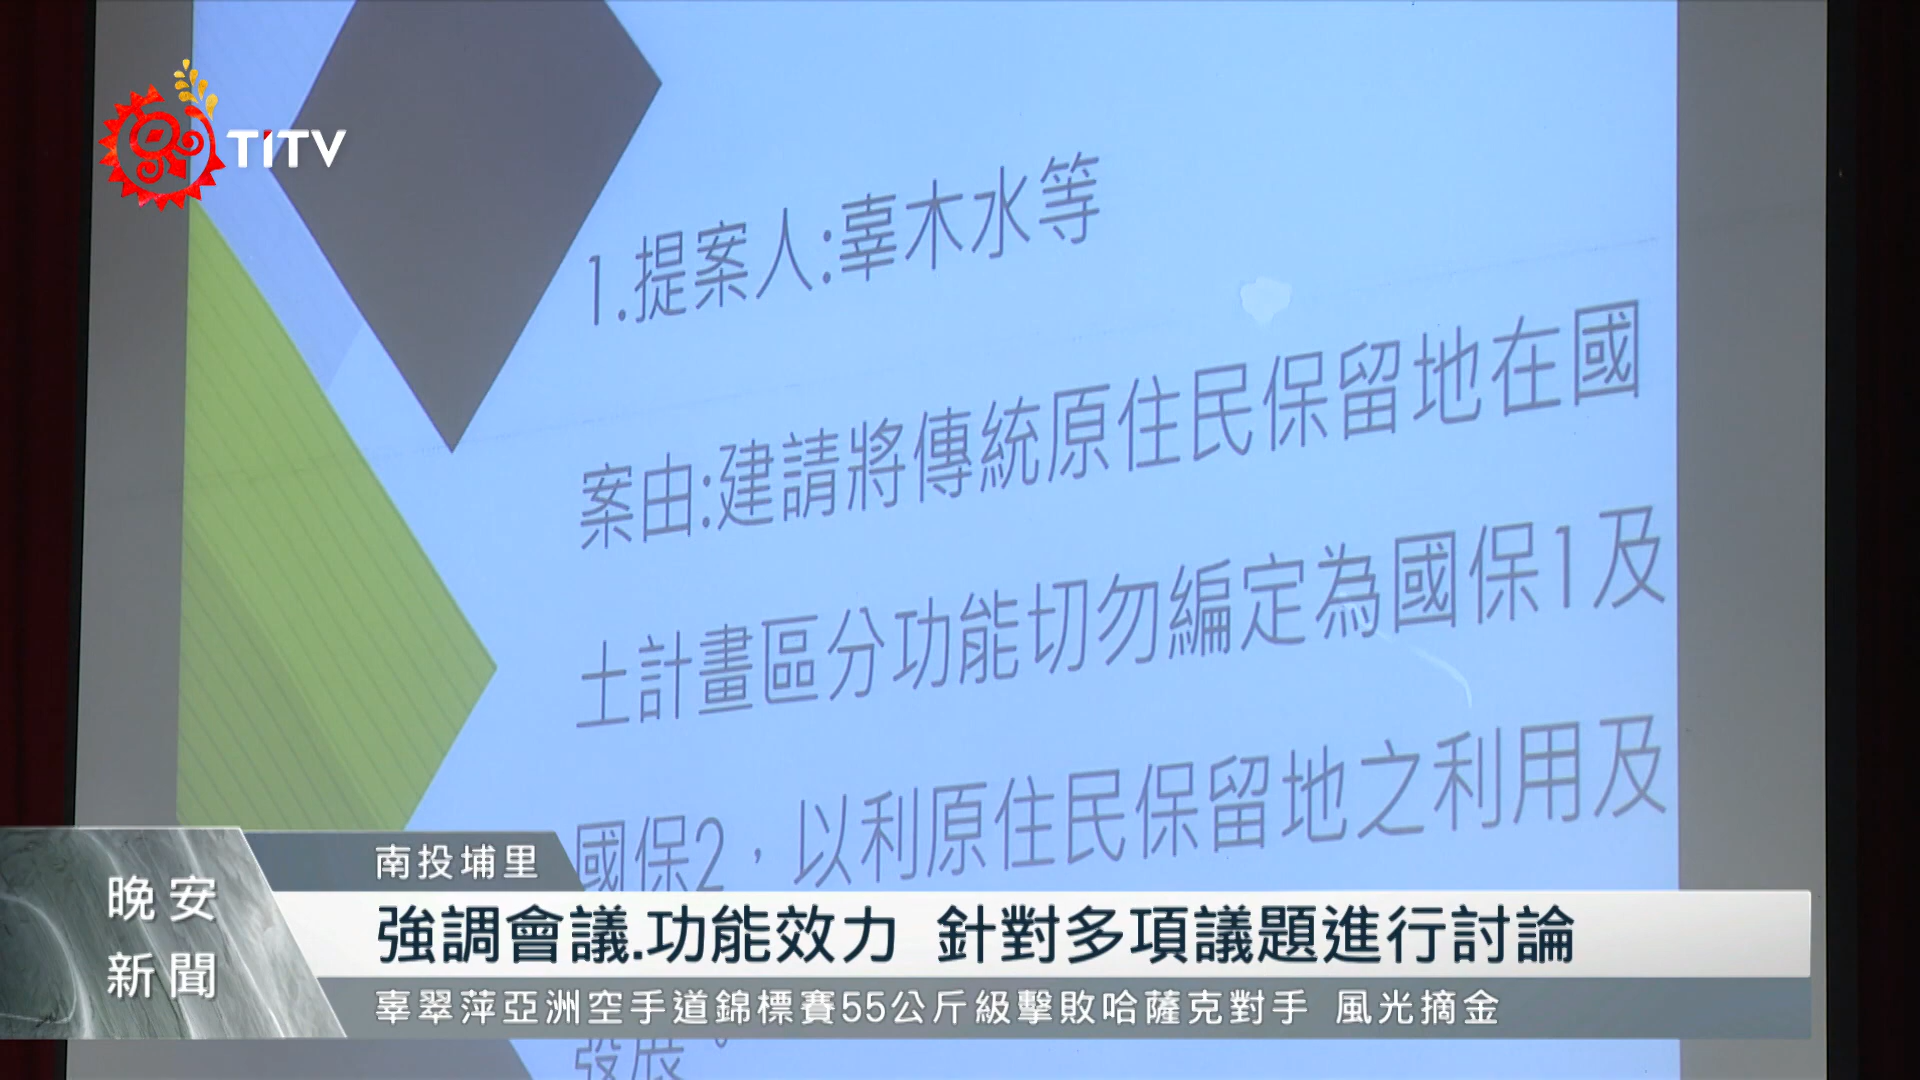 TITV
1.提案人:辜木水等
案由:建請將傳統原住民保留地在國
土計畫區分功能切勿編定為國保1及
國保2，以利原住民保留地之利用及
發展。
南投埔里
晚安
新聞
強調會議.功能效力 針對多項議題進行討論
辜翠萍亞洲空手道錦標賽55公斤級擊敗哈薩克對手 風光摘金